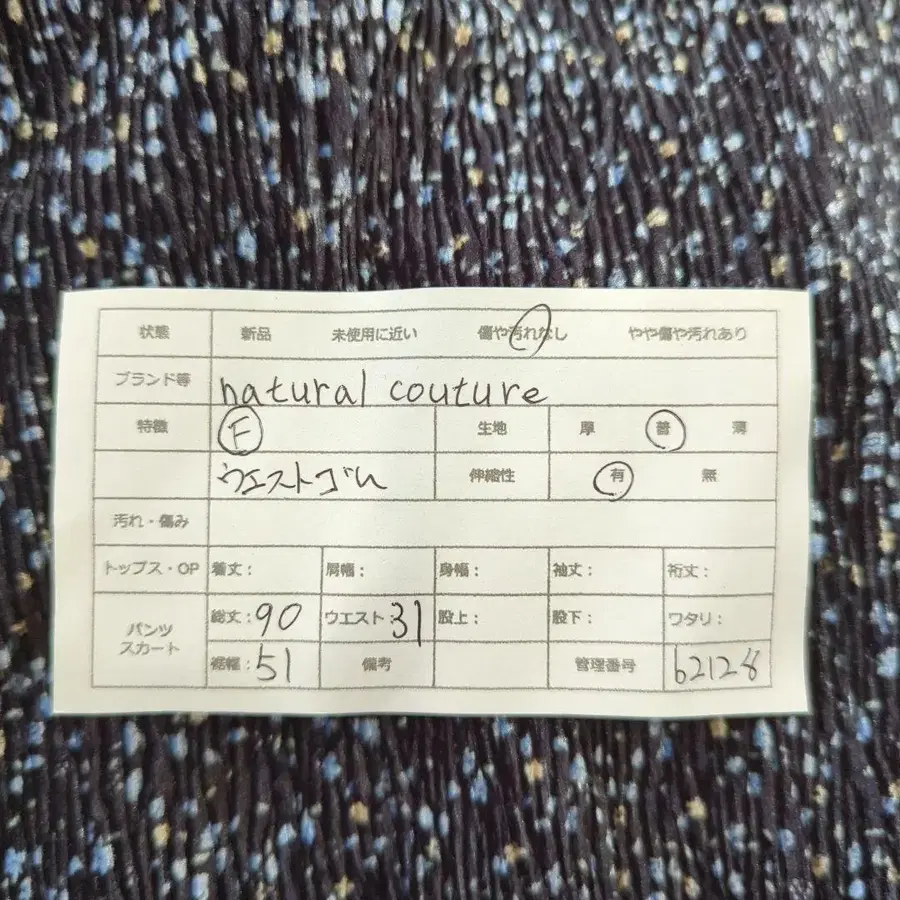 状態 新品 未使用に近い 傷や汚れなし やや傷や汚れあり
ブランド等 natural couture
特徴 F 生地 厚 普 薄
ウエストゴム 伸縮性 有 無
汚れ・傷み
トップス・OP 着丈: 肩幅: 身幅: 袖丈: 裄丈:
パンツ スカート
総丈:90 ウエスト 31 股上: 股下: ワタリ:
裾幅:51 備考 管理番号 62128